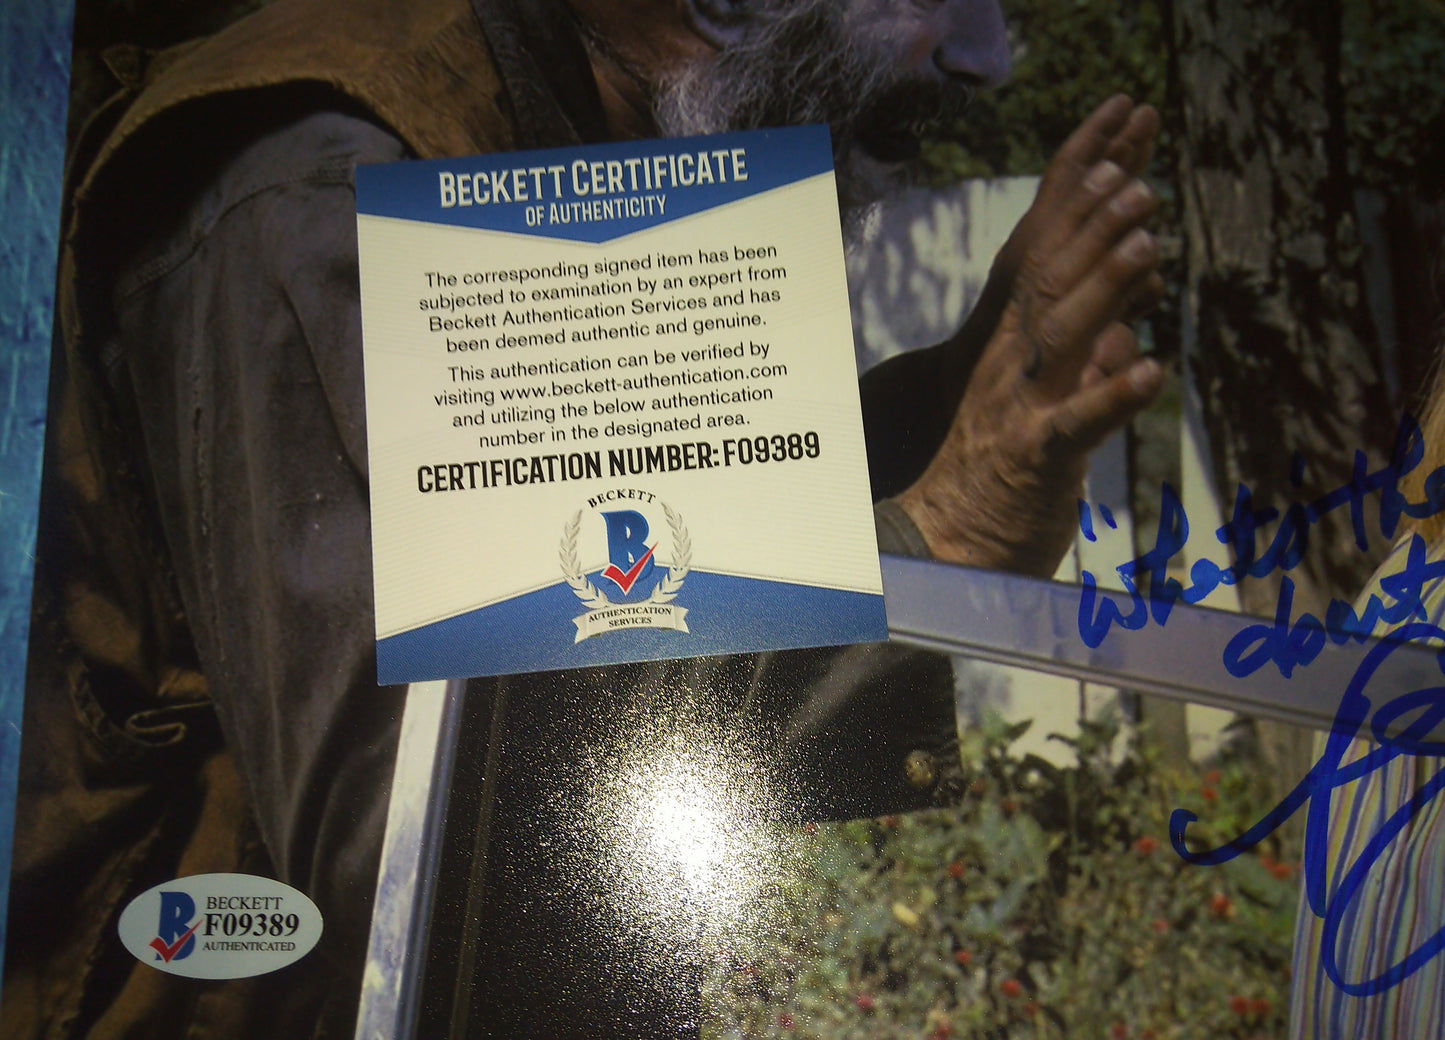 BECKETT CERTIFICATE
OF AUTHENTICITY
The corresponding signed item has been
subjected to examination by an expert from
Beckett Authentication Services and has
been deemed authentic and genuine.
This authentication can be verified by
visiting www.beckett-authentication.com
and utilizing the below authentication
number in the designated area.
CERTIFICATION NUMBER: F09389
BECKETT
B
AUTHENTICATION
SERVICES
"What's the
B
BECKETT
F09389
AUTHENTICATED